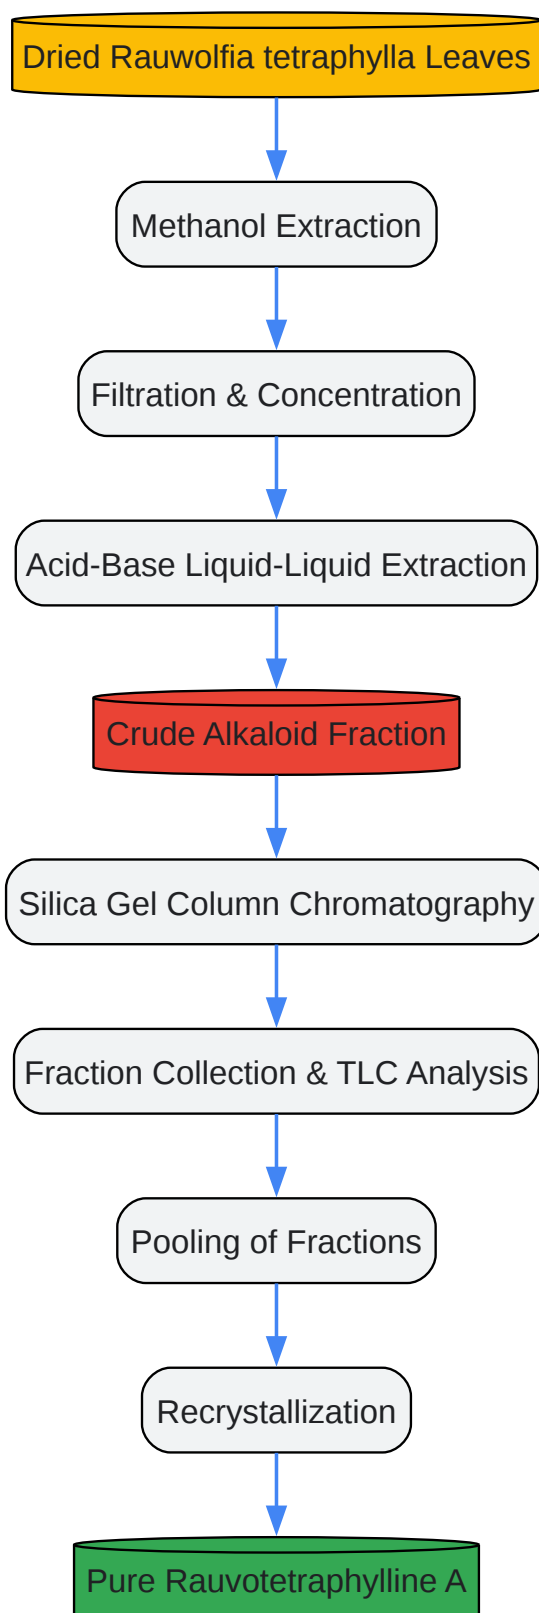 Dried Rauwolfia tetraphylla Leaves
Methanol Extraction
Filtration & Concentration
Acid-Base Liquid-Liquid Extraction
Crude Alkaloid Fraction
Silica Gel Column Chromatography
Fraction Collection & TLC Analysis
Pooling of Fractions
Recrystallization
Pure Rauvotetraphylline A